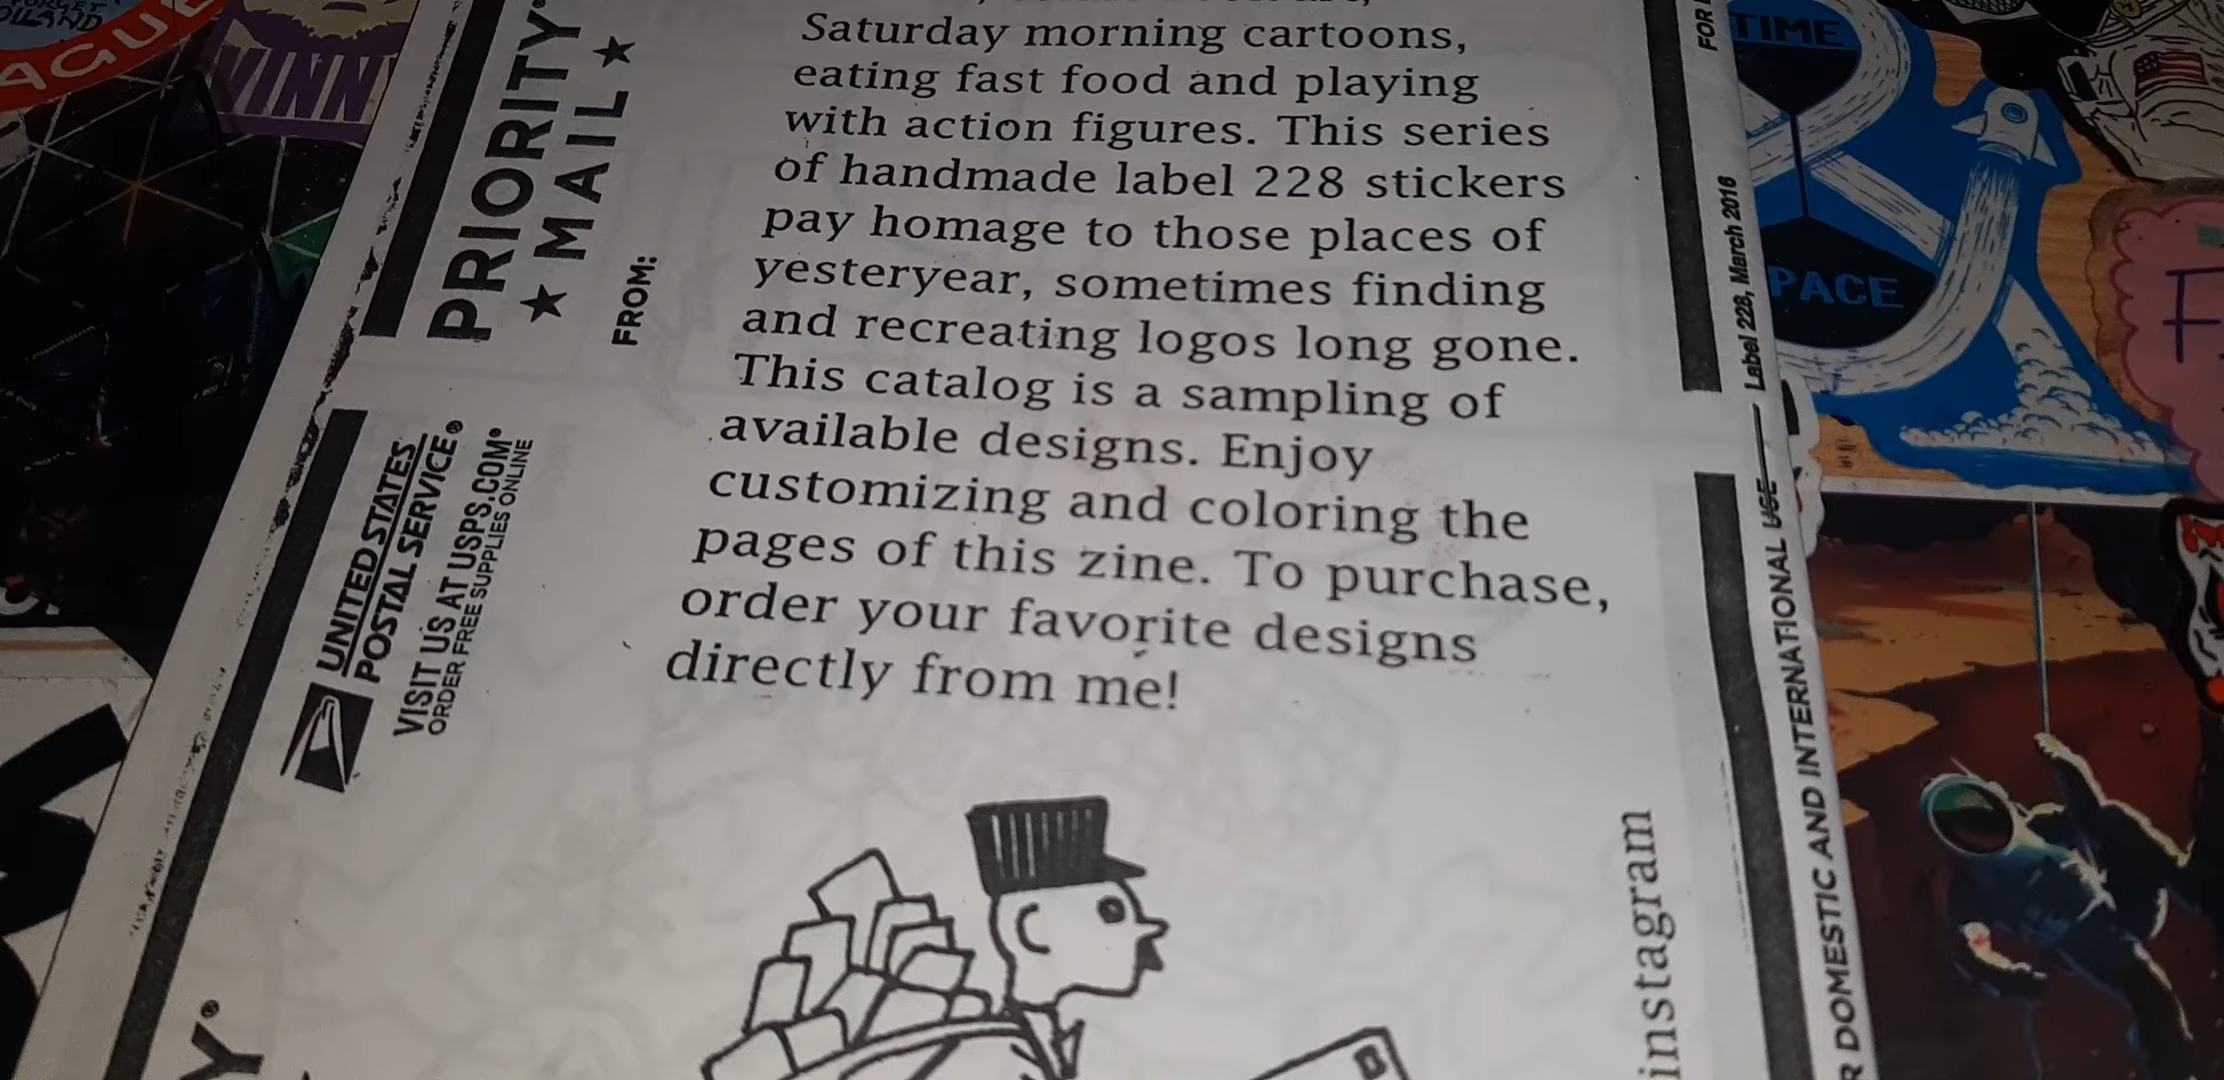 Saturday morning cartoons,
eating fast food and playing
with action figures. This series
of handmade label 228 stickers
pay homage to those places of
yesteryear, sometimes finding
and recreating logos long gone.
This catalog is a sampling of
available designs. Enjoy
customizing and coloring the
pages of this zine. To purchase,
order your favorite designs
directly from me!
PRIORITY
★ MAIL ★
FROM:
UNITED STATES
POSTAL SERVICE®
VISIT US AT USPS.COM®
ORDER FREE SUPPLIES ONLINE
Label 228, March 2016
FOR DOMESTIC AND INTERNATIONAL USE
instagram
Y®
VINN
AGUE
TIME
PACE
F
FOR